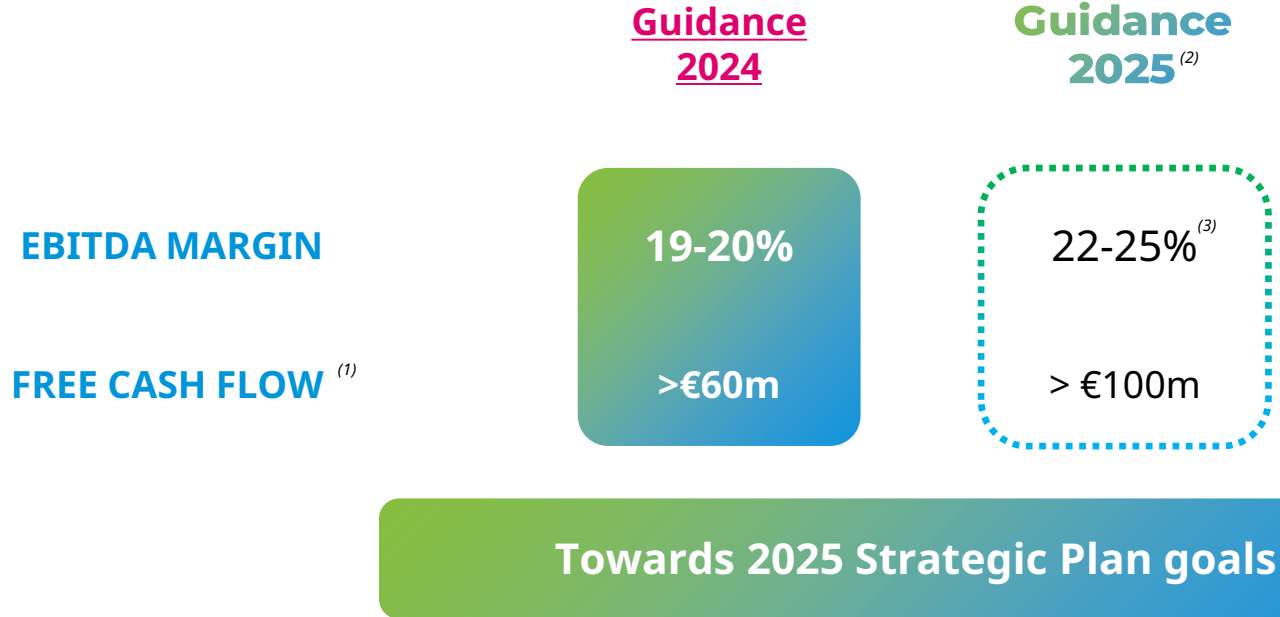 Guidance
2024
Guidance
2025 (2)
EBITDA MARGIN
19-20%
22-25% (3)
FREE CASH FLOW (1)
>€60m
> €100m
Towards 2025 Strategic Plan goals